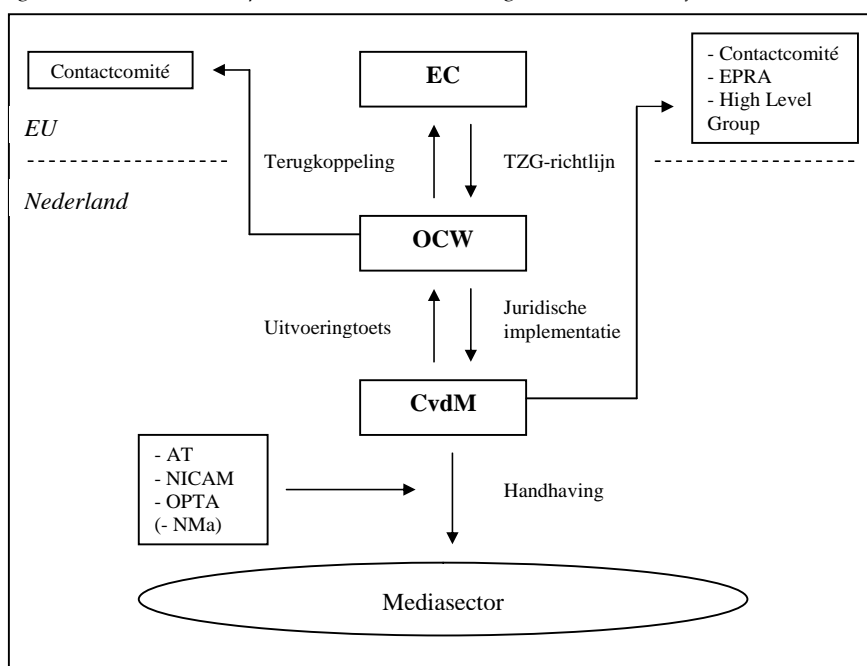 Contactcomité
EC
- Contactcomité
- EPRA
- High Level
Group
EU
Terugkoppeling
TZG-richtlijn
Nederland
OCW
Uitvoeringtoets
Juridische
implementatie
CvdM
- AT
- NICAM
- OPTA
(- NMa)
Handhaving
Mediasector